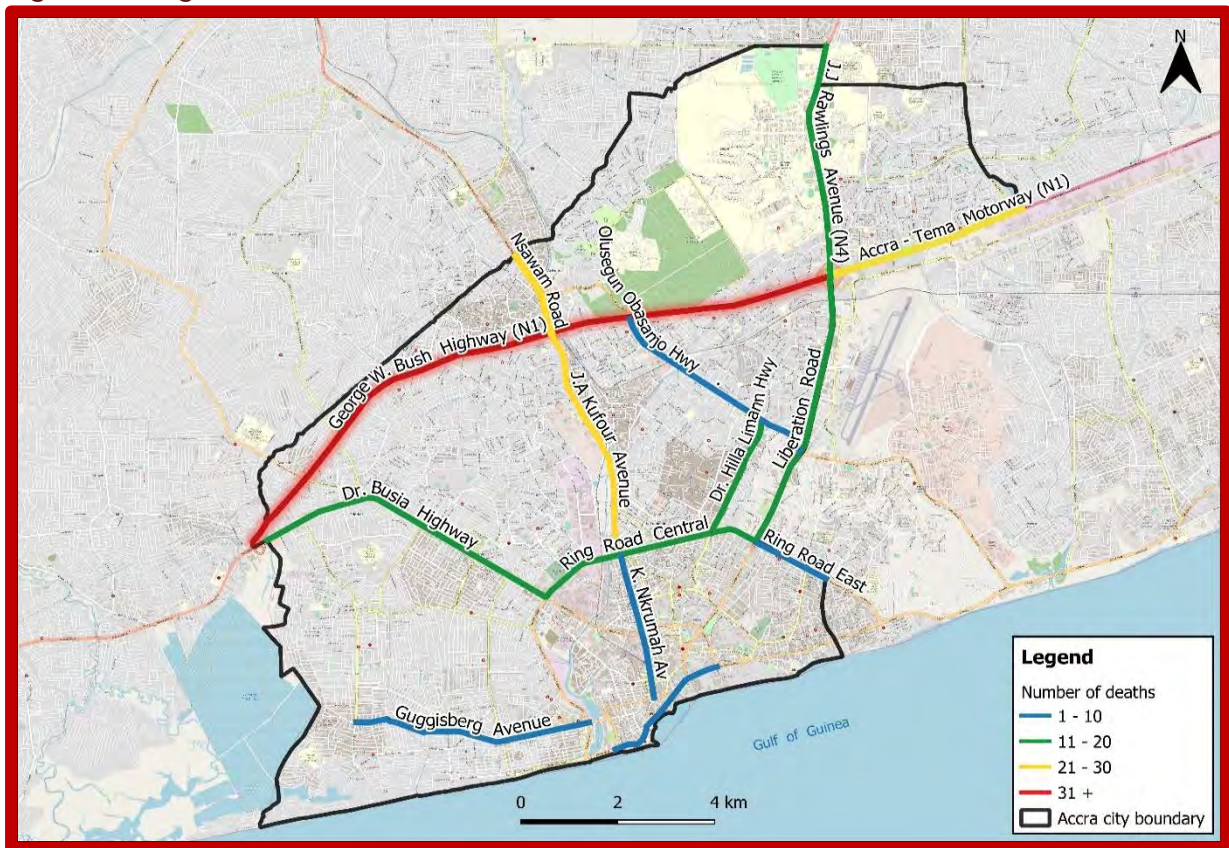 N
J.J Rawlings Avenue (N4)
Accra - Tema Motorway (N1)
Nsawam Road
Olusegun Obasanjo Hwy
George W. Bush Highway (N1)
J.A Kufour Avenue
Dr. Hilla Limann Hwy
Liberation Road
Dr. Busia Highway
Ring Road Central
Ring Road East
K. Nkrumah Av
Guggisberg Avenue
Gulf of Guinea
0 2 4 km
Legend
Number of deaths
1 - 10
11 - 20
21 - 30
31 +
Accra city boundary